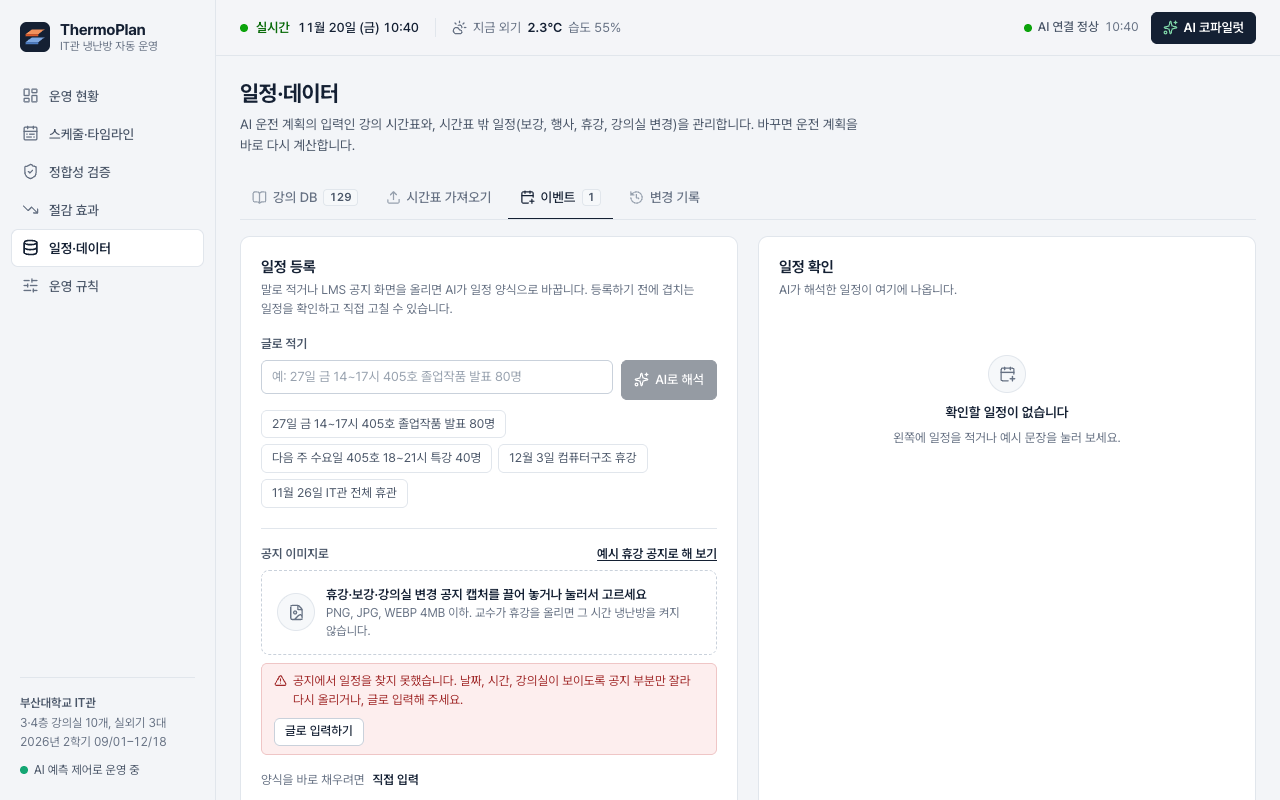 ThermoPlan
IT관 냉난방 자동 운영
운영 현황
스케줄·타임라인
정합성 검증
절감 효과
일정·데이터
운영 규칙
부산대학교 IT관
3·4층 강의실 10개, 실외기 3대
2026년 2학기 09/01–12/18
AI 예측 제어로 운영 중
실시간 11월 20일 (금) 10:40 지금 외기 2.3°C 습도 55%
AI 연결 정상 10:40 AI 코파일럿
일정·데이터
AI 운전 계획의 입력인 강의 시간표와, 시간표 밖 일정(보강, 행사, 휴강, 강의실 변경)을 관리합니다. 바꾸면 운전 계획을
바로 다시 계산합니다.
강의 DB 129 시간표 가져오기 이벤트 1 변경 기록
일정 등록
말로 적거나 LMS 공지 화면을 올리면 AI가 일정 양식으로 바꿉니다. 등록하기 전에 겹치는
일정을 확인하고 직접 고칠 수 있습니다.
글로 적기
예: 27일 금 14~17시 405호 졸업작품 발표 80명 AI로 해석
27일 금 14~17시 405호 졸업작품 발표 80명
다음 주 수요일 405호 18~21시 특강 40명 12월 3일 컴퓨터구조 휴강
11월 26일 IT관 전체 휴관
공지 이미지로 예시 휴강 공지로 해 보기
휴강·보강·강의실 변경 공지 캡처를 끌어 놓거나 눌러서 고르세요
PNG, JPG, WEBP 4MB 이하. 교수가 휴강을 올리면 그 시간 냉난방을 켜지
않습니다.
공지에서 일정을 찾지 못했습니다. 날짜, 시간, 강의실이 보이도록 공지 부분만 잘라
다시 올리거나, 글로 입력해 주세요.
글로 입력하기
양식을 바로 채우려면 직접 입력
일정 확인
AI가 해석한 일정이 여기에 나옵니다.
확인할 일정이 없습니다
왼쪽에 일정을 적거나 예시 문장을 눌러 보세요.